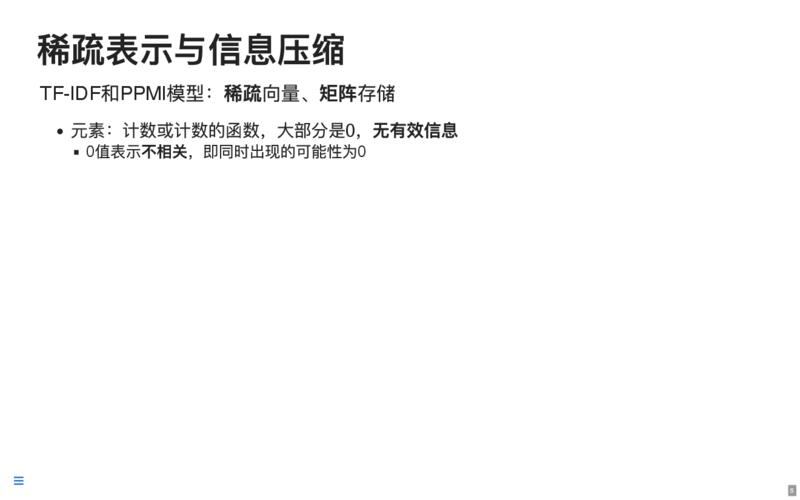 稀疏表示与信息压缩
TF-IDF和PPMI模型：稀疏向量、矩阵存储
• 元素：计数或计数的函数，大部分是0，无有效信息
▪ 0值表示不相关，即同时出现的可能性为0